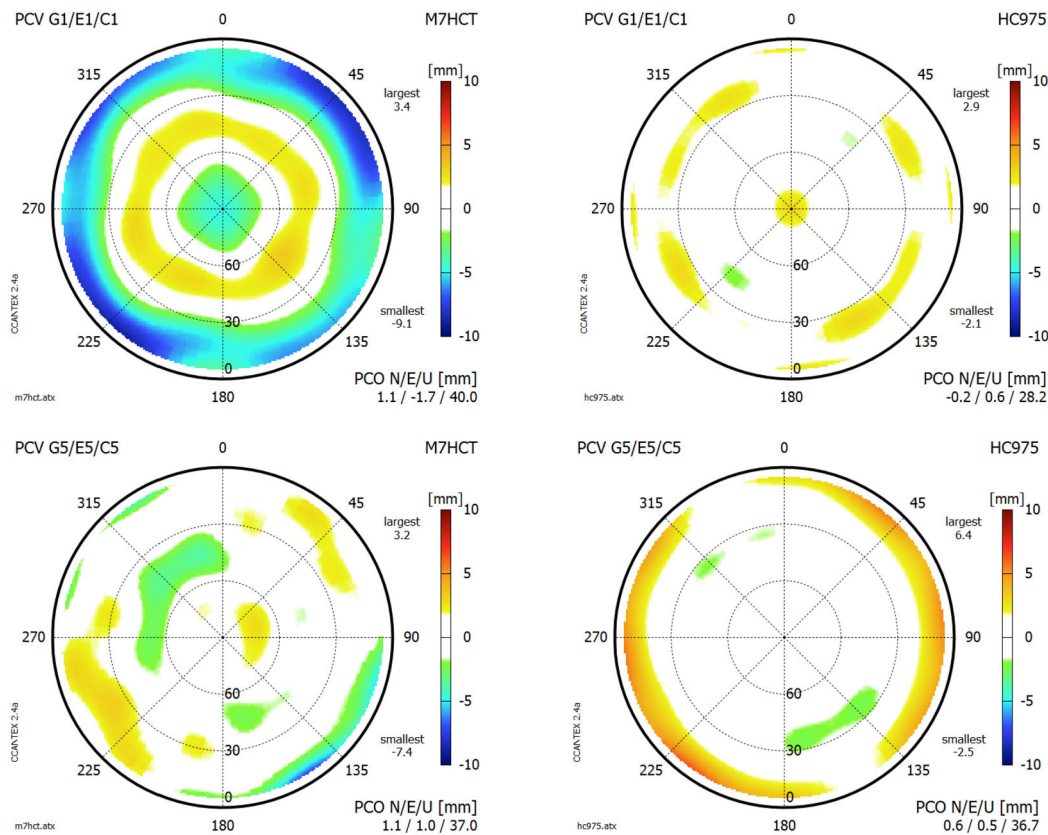 PCV G1/E1/C1
0
M7HCT
315
45
[mm]
largest
3.4
10
5
270
90
0
60
-5
smallest
-9.1
30
-10
225
135
0
CCANTEX 2.4a
PCO N/E/U [mm]
m7hct.atx
180
1.1 / -1.7 / 40.0
PCV G1/E1/C1
0
HC975
315
45
[mm]
largest
2.9
10
5
270
90
0
60
-5
smallest
-2.1
30
-10
225
135
0
CCANTEX 2.4a
PCO N/E/U [mm]
hc975.atx
180
-0.2 / 0.6 / 28.2
PCV G5/E5/C5
0
M7HCT
315
45
[mm]
largest
3.2
10
5
270
90
0
60
-5
smallest
-7.4
30
-10
225
135
0
CCANTEX 2.4a
PCO N/E/U [mm]
m7hct.atx
180
1.1 / 1.0 / 37.0
PCV G5/E5/C5
0
HC975
315
45
[mm]
largest
6.4
10
5
270
90
0
60
-5
smallest
-2.5
30
-10
225
135
0
CCANTEX 2.4a
PCO N/E/U [mm]
hc975.atx
180
0.6 / 0.5 / 36.7